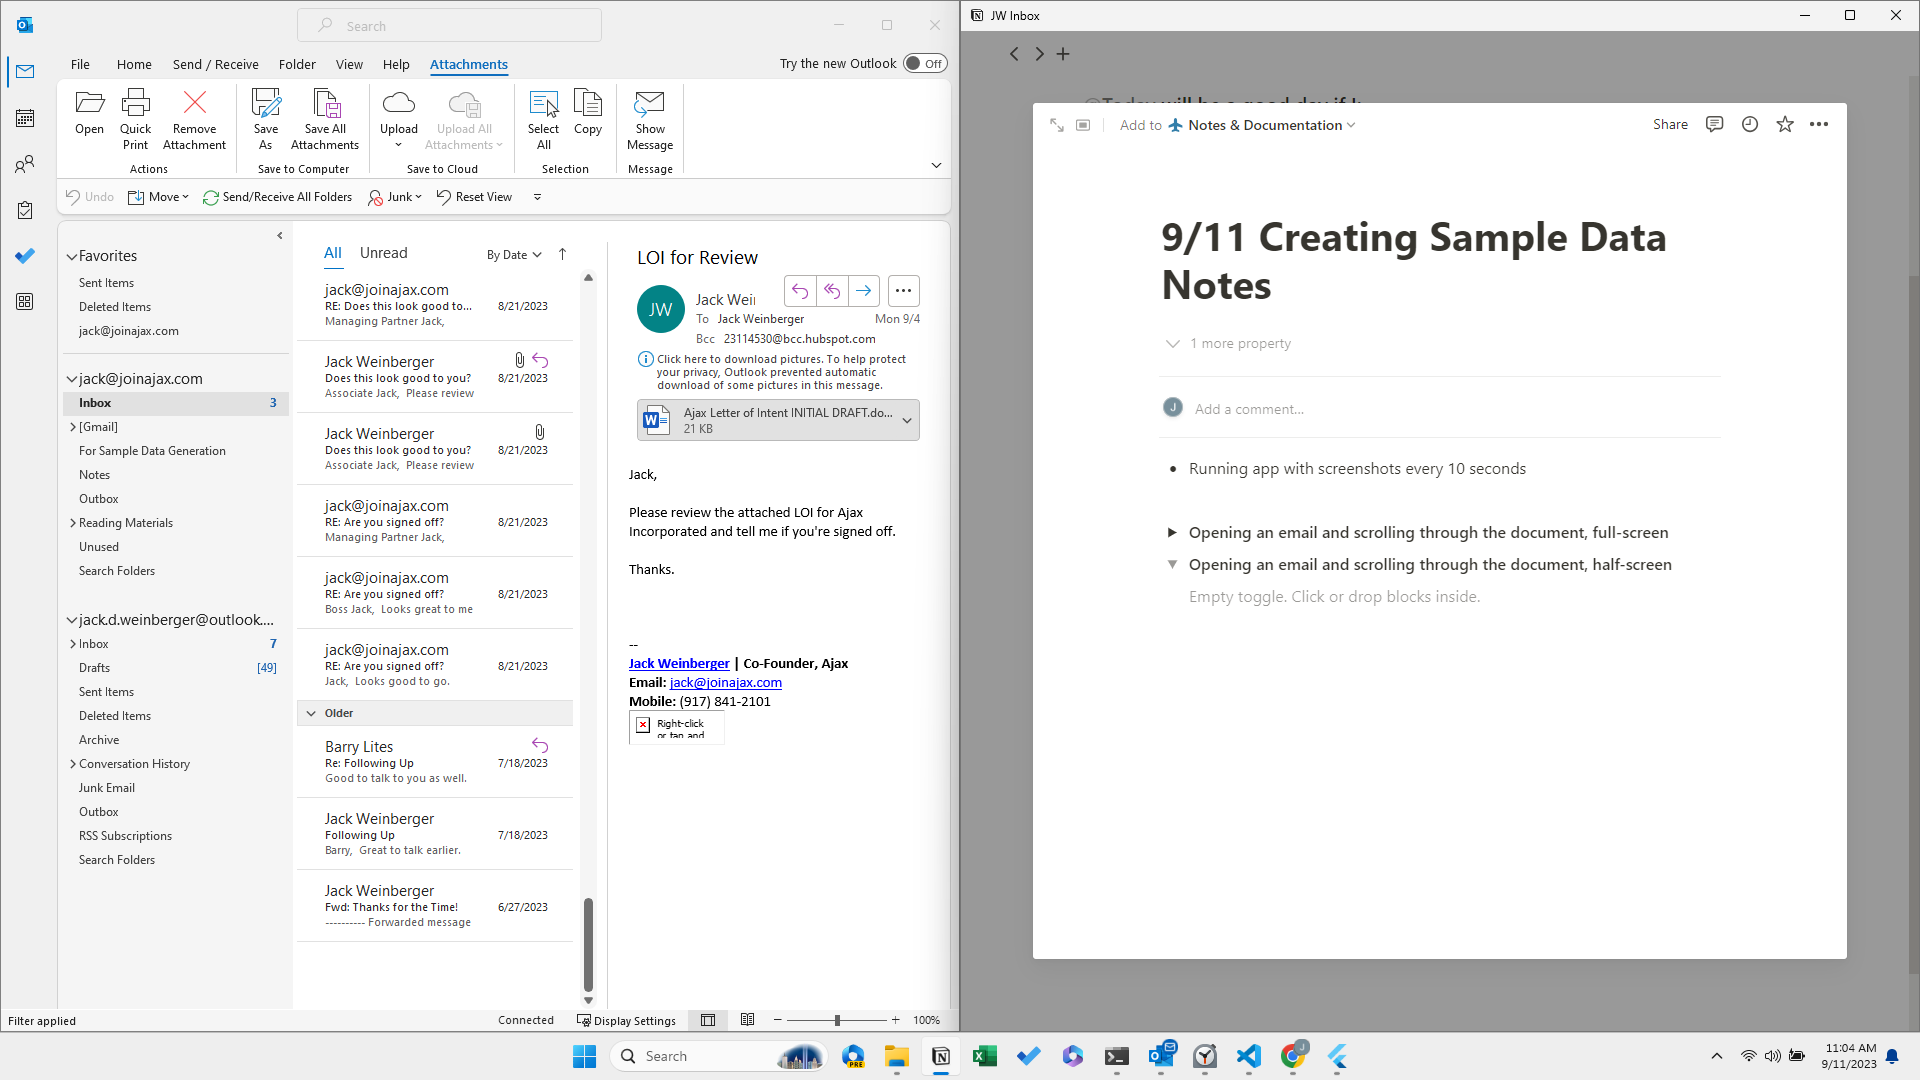 Search
File Home Send / Receive Folder View Help Attachments
Try the new Outlook Off
Open
Quick Print
Remove Attachment
Actions
Save As
Save All Attachments
Save to Computer
Upload
Upload All Attachments
Save to Cloud
Select All
Copy
Selection
Show Message
Message
Undo Move Send/Receive All Folders Junk Reset View
Favorites
Sent Items
Deleted Items
jack@joinajax.com
jack@joinajax.com
Inbox 3
[Gmail]
For Sample Data Generation
Notes
Outbox
Reading Materials
Unused
Search Folders
jack.d.weinberger@outlook....
Inbox 7
Drafts [49]
Sent Items
Deleted Items
Archive
Conversation History
Junk Email
Outbox
RSS Subscriptions
Search Folders
All Unread By Date
jack@joinajax.com
RE: Does this look good to... 8/21/2023
Managing Partner Jack,
Jack Weinberger
Does this look good to you? 8/21/2023
Associate Jack, Please review
Jack Weinberger
Does this look good to you? 8/21/2023
Associate Jack, Please review
jack@joinajax.com
RE: Are you signed off? 8/21/2023
Managing Partner Jack,
jack@joinajax.com
RE: Are you signed off? 8/21/2023
Boss Jack, Looks great to me
jack@joinajax.com
RE: Are you signed off? 8/21/2023
Jack, Looks good to go.
Older
Barry Lites
Re: Following Up 7/18/2023
Good to talk to you as well.
Jack Weinberger
Following Up 7/18/2023
Barry, Great to talk earlier.
Jack Weinberger
Fwd: Thanks for the Time! 6/27/2023
---------- Forwarded message
LOI for Review
JW
Jack Wei
To Jack Weinberger Mon 9/4
Bcc 23114530@bcc.hubspot.com
Click here to download pictures. To help protect
your privacy, Outlook prevented automatic
download of some pictures in this message.
Ajax Letter of Intent INITIAL DRAFT.do...
21 KB
Jack,
Please review the attached LOI for Ajax
Incorporated and tell me if you're signed off.
Thanks.
--
Jack Weinberger | Co-Founder, Ajax
Email: jack@joinajax.com
Mobile: (917) 841-2101
Right-click
or tap and
Filter applied Connected Display Settings 100%
JW Inbox
@Today will be a good day if I:
Add to Notes & Documentation Share
9/11 Creating Sample Data
Notes
1 more property
J Add a comment...
• Running app with screenshots every 10 seconds
Opening an email and scrolling through the document, full-screen
Opening an email and scrolling through the document, half-screen
Empty toggle. Click or drop blocks inside.
Search
PRE
J
11:04 AM
9/11/2023